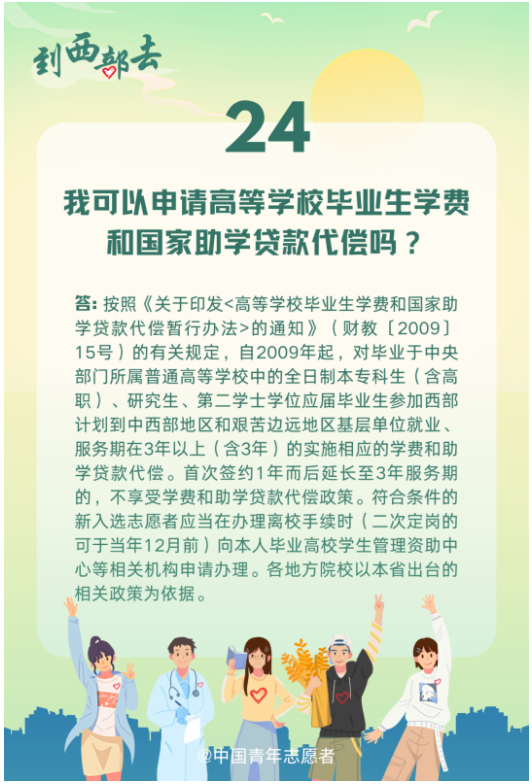 到西部去
24
我可以申请高等学校毕业生学费
和国家助学贷款代偿吗？
答：按照《关于印发<高等学校毕业生学费和国家助
学贷款代偿暂行办法>的通知》（财教〔2009〕
15号）的有关规定，自2009年起，对毕业于中央
部门所属普通高等学校中的全日制本专科生（含高
职）、研究生、第二学士学位应届毕业生参加西部
计划到中西部地区和艰苦边远地区基层单位就业、
服务期在3年以上（含3年）的实施相应的学费和助
学贷款代偿。首次签约1年而后延长至3年服务期
的，不享受学费和助学贷款代偿政策。符合条件的
新入选志愿者应当在办理离校手续时（二次定岗的
可于当年12月前）向本人毕业高校学生管理资助中
心等相关机构申请办理。各地方院校以本省出台的
相关政策为依据。
@中国青年志愿者